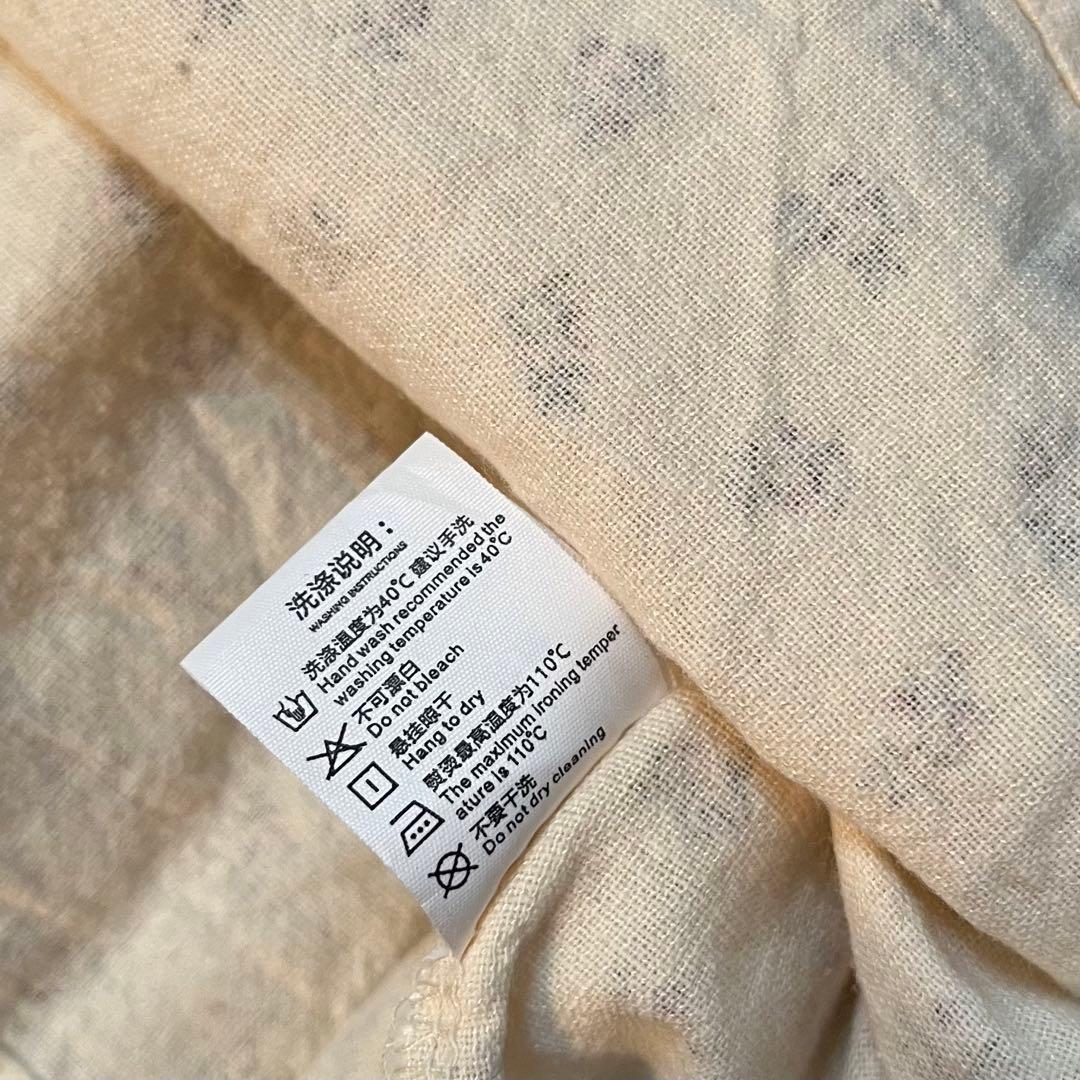 洗涤说明：
WASHING INSTRUCTIONS
洗涤温度为40℃ 建议手洗
Hand wash recommended the
washing temperature is 40℃
不可漂白
Do not bleach
悬挂晾干
Hang to dry
熨烫最高温度为110℃
The maximum ironing temper
ature is 110℃
不要干洗
Do not dry cleaning